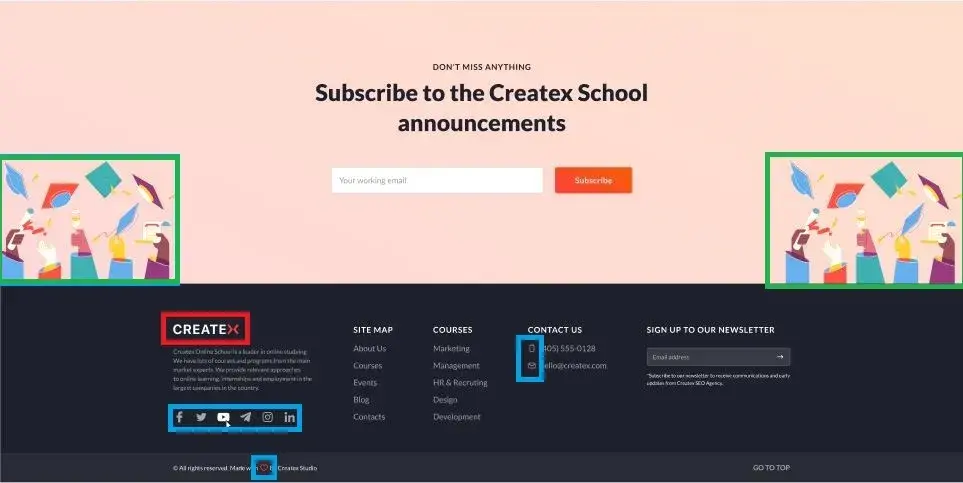 DON'T MISS ANYTHING
Subscribe to the Createx School
announcements
Your working email
Subscribe
CREATEX
Createx Online School is a leader in online studying.
We have lots of courses and programs from the main
market experts. We provide relevant approaches
to online learning, internships and employment in the
largest companies in the country.
SITE MAP
About Us
Courses
Events
Blog
Contacts
COURSES
Marketing
Management
HR & Recruting
Design
Development
CONTACT US
405) 555-0128
ello@createx.com
SIGN UP TO OUR NEWSLETTER
Email address
*Subscribe to our newsletter to receive communications and early
updates from Createx SEO Agency.
© All rights reserved. Made with by Createx Studio
GO TO TOP